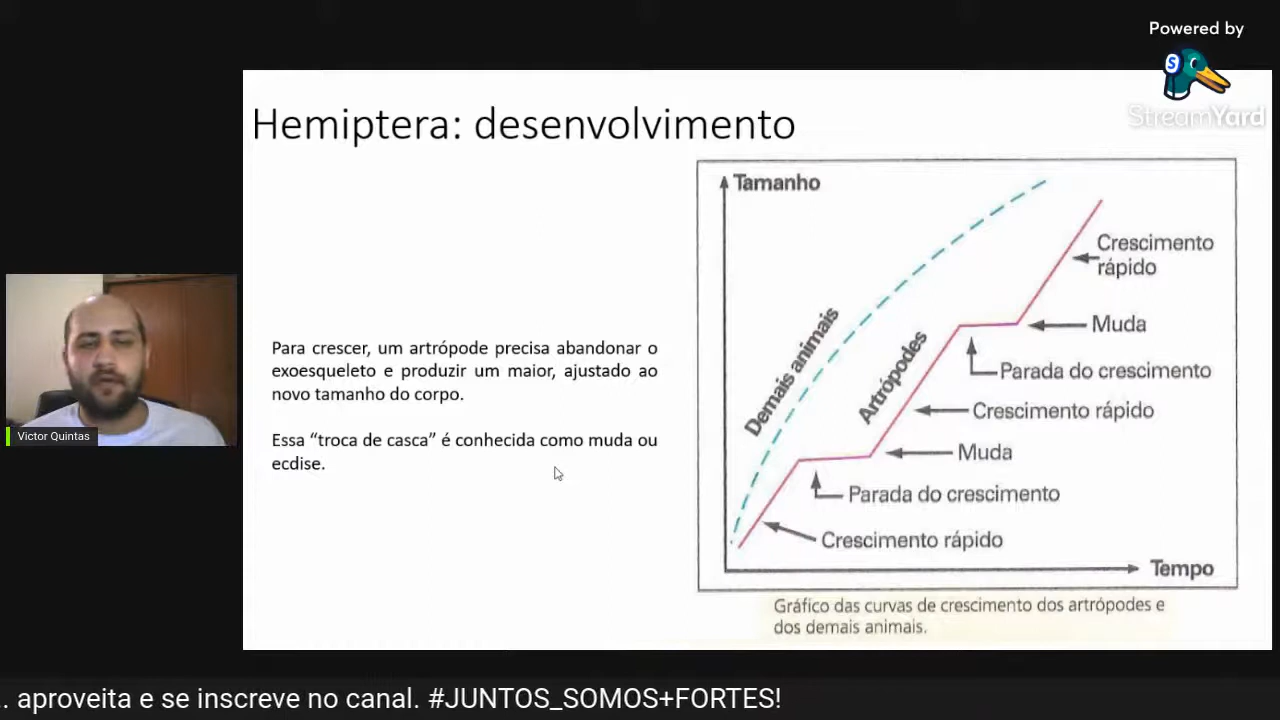 Powered by
StreamYard
Hemiptera: desenvolvimento
Para crescer, um artrópode precisa abandonar o
exoesqueleto e produzir um maior, ajustado ao
novo tamanho do corpo.
Essa “troca de casca” é conhecida como muda ou
ecdise.
Tamanho
Demais animais
Artrópodes
Crescimento
rápido
Muda
Parada do crescimento
Crescimento rápido
Muda
Parada do crescimento
Crescimento rápido
Tempo
Gráfico das curvas de crescimento dos artrópodes e
dos demais animais.
Victor Quintas
.. aproveita e se inscreve no canal. #JUNTOS_SOMOS+FORTES!